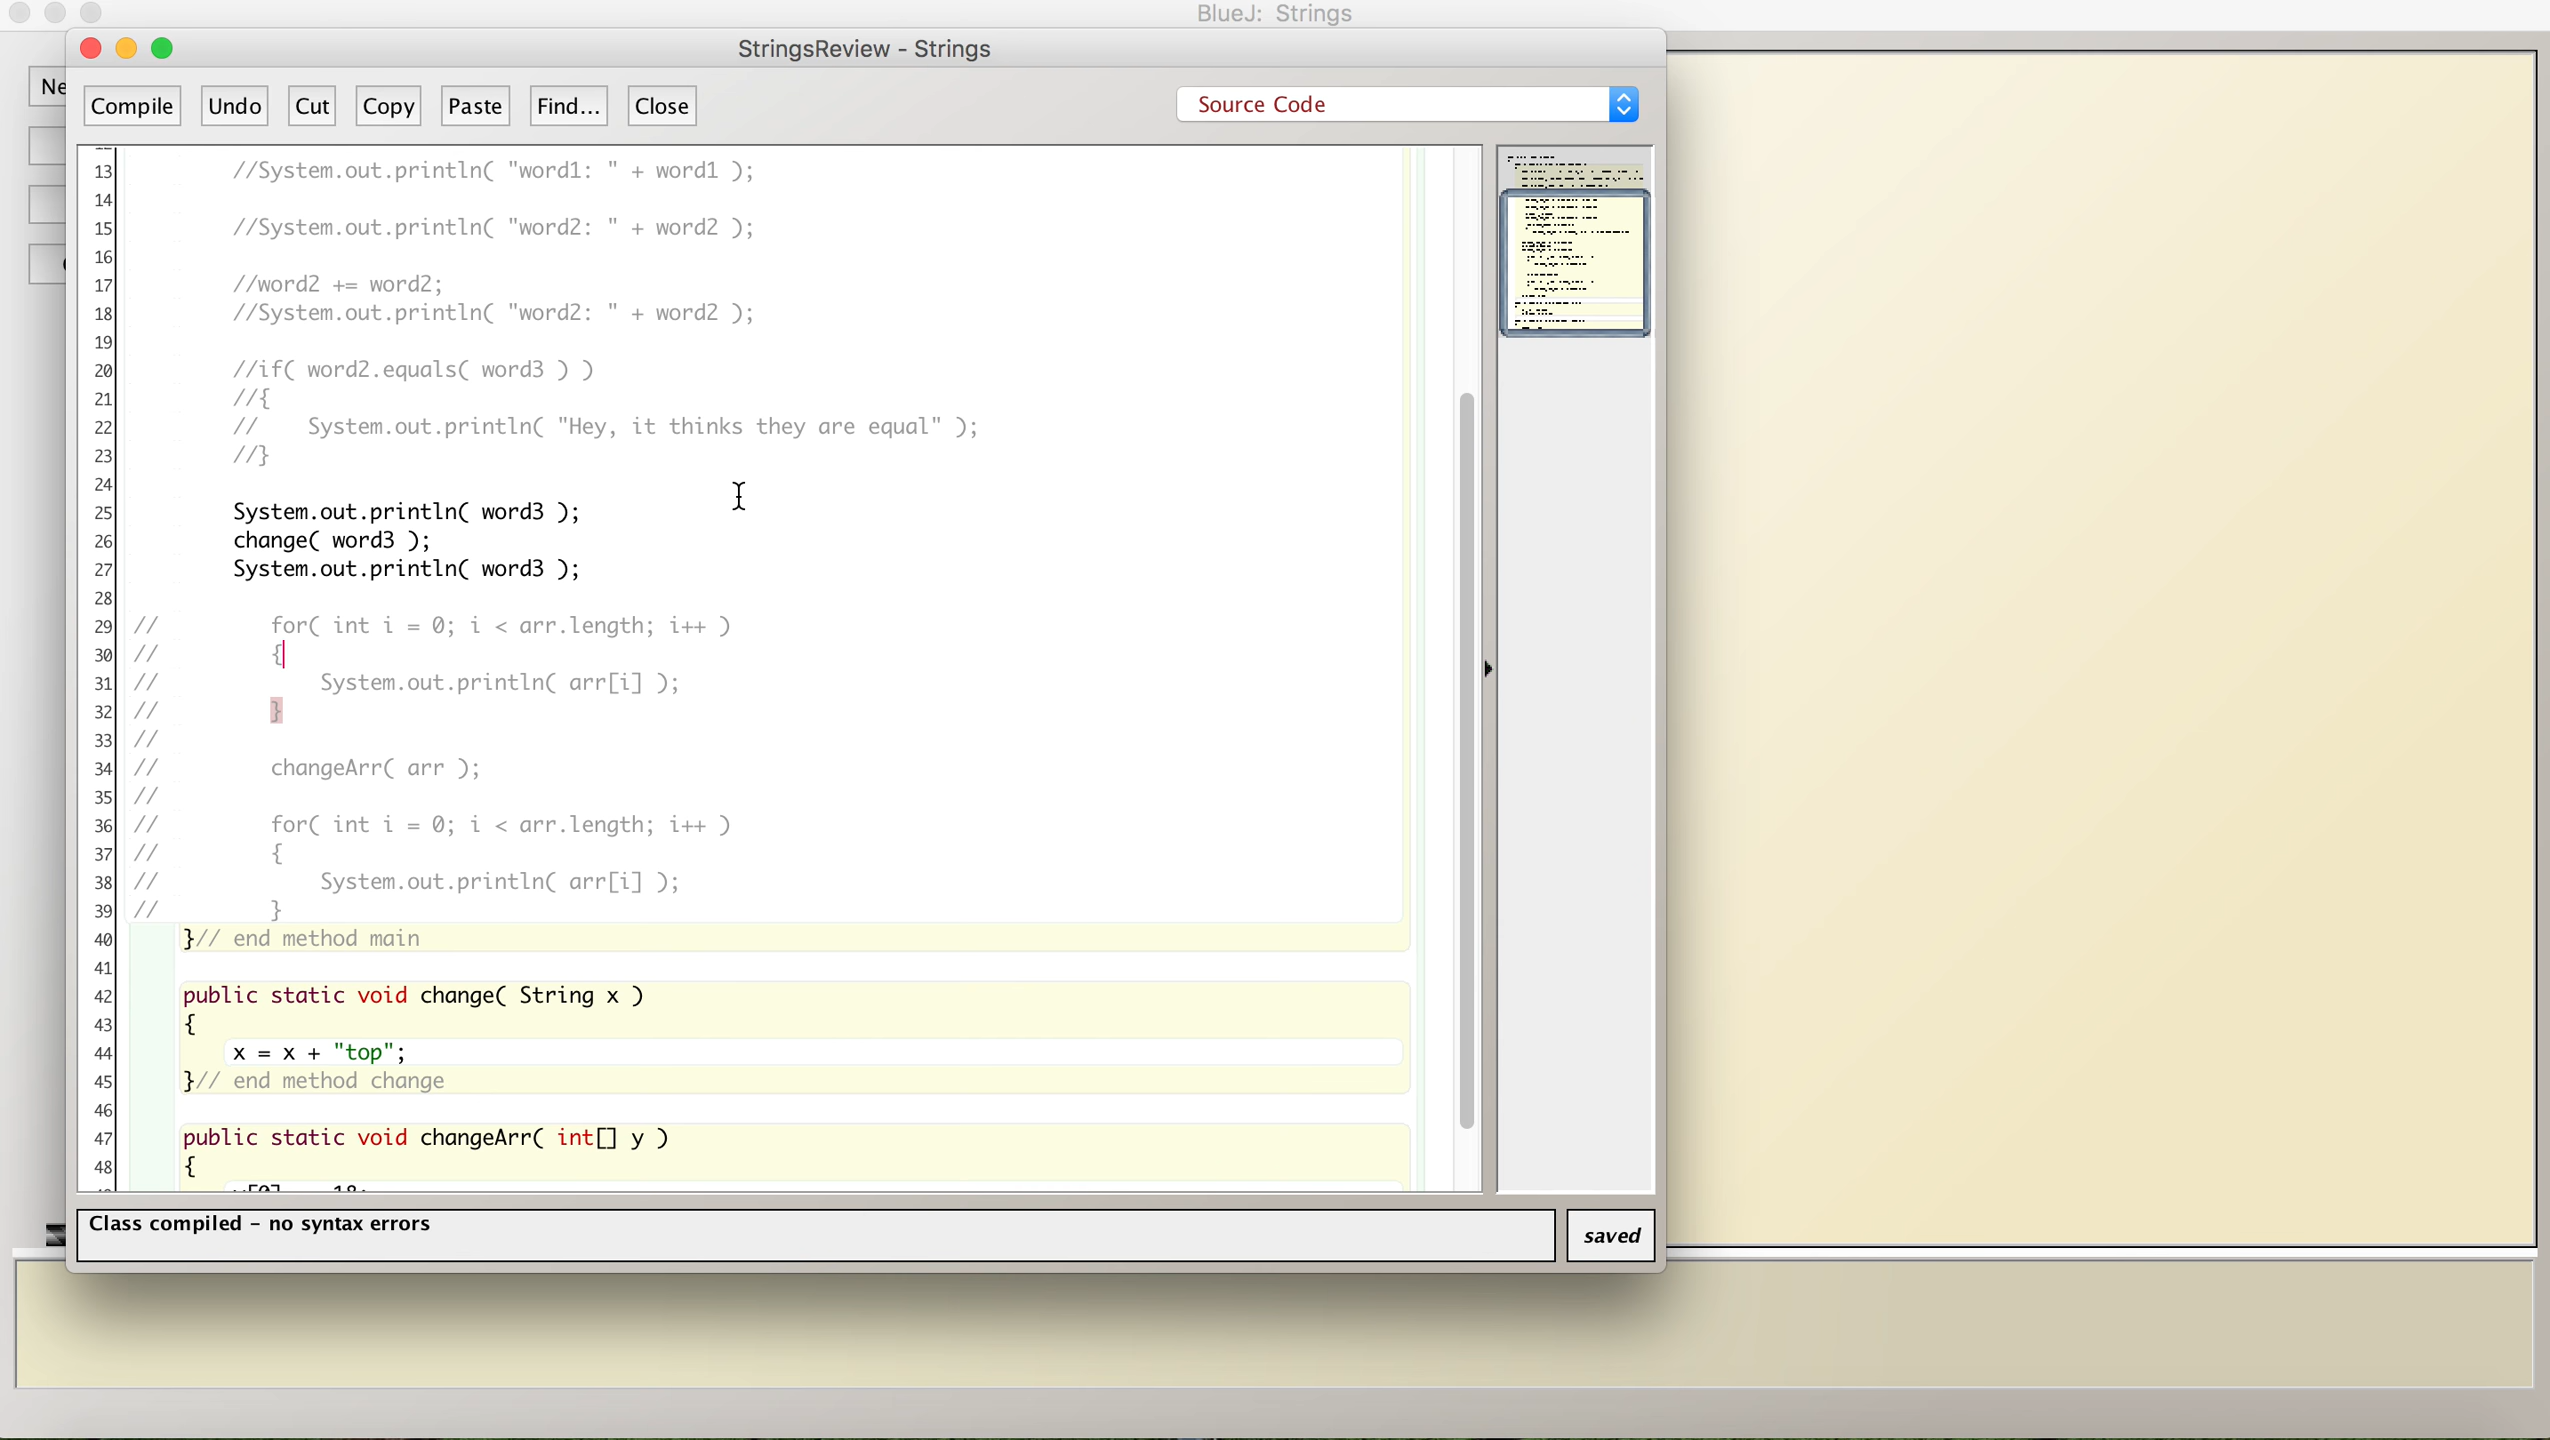 BlueJ: Strings
StringsReview - Strings
Ne
Compile Undo Cut Copy Paste Find... Close Source Code
13 //System.out.println( "word1: " + word1 );
14
15 //System.out.println( "word2: " + word2 );
16
17 //word2 += word2;
18 //System.out.println( "word2: " + word2 );
19
20 //if( word2.equals( word3 ) )
21 //{
22 // System.out.println( "Hey, it thinks they are equal" );
23 //}
24
25 System.out.println( word3 );
26 change( word3 );
27 System.out.println( word3 );
28
29 // for( int i = 0; i < arr.length; i++ )
30 // {
31 // System.out.println( arr[i] );
32 // }
33 //
34 // changeArr( arr );
35 //
36 // for( int i = 0; i < arr.length; i++ )
37 // {
38 // System.out.println( arr[i] );
39 // }
40 }// end method main
41
42 public static void change( String x )
43 {
44 x = x + "top";
45 }// end method change
46
47 public static void changeArr( int[] y )
48 {
Class compiled - no syntax errors
saved